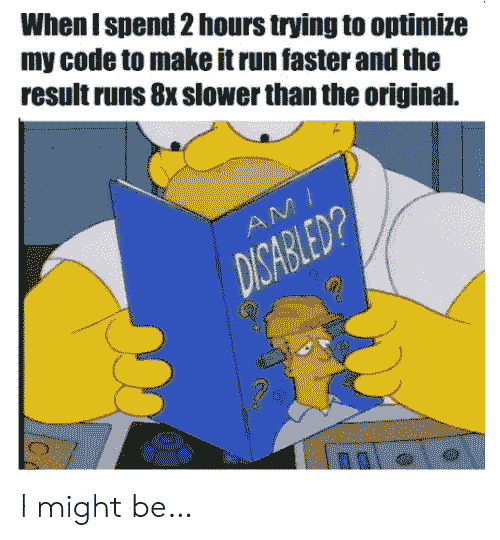 When I spend 2 hours trying to optimize
my code to make it run faster and the
result runs 8x slower than the original.
AM I
DISABLED?
?
?
?
I might be...